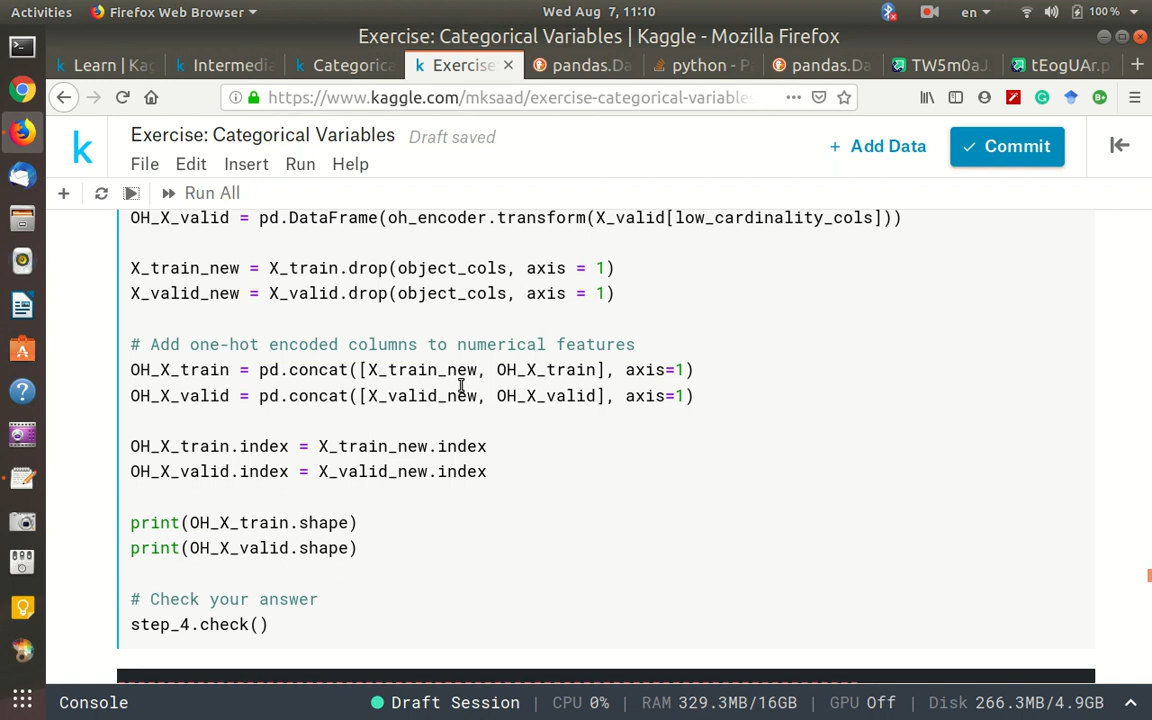 Activities Firefox Web Browser Wed Aug 7, 11:10 en 100%
Exercise: Categorical Variables | Kaggle - Mozilla Firefox
k Learn | Kag k Intermedia k Categorica k Exercise × pandas.Da python - P pandas.Da TW5m0aJ. tEogUAr.p +
https://www.kaggle.com/mksaad/exercise-categorical-variable
k Exercise: Categorical Variables Draft saved
File Edit Insert Run Help
+ Add Data Commit
+ Run All
OH_X_valid = pd.DataFrame(oh_encoder.transform(X_valid[low_cardinality_cols]))
X_train_new = X_train.drop(object_cols, axis = 1)
X_valid_new = X_valid.drop(object_cols, axis = 1)
# Add one-hot encoded columns to numerical features
OH_X_train = pd.concat([X_train_new, OH_X_train], axis=1)
OH_X_valid = pd.concat([X_valid_new, OH_X_valid], axis=1)
OH_X_train.index = X_train_new.index
OH_X_valid.index = X_valid_new.index
print(OH_X_train.shape)
print(OH_X_valid.shape)
# Check your answer
step_4.check()
Console Draft Session | CPU 0% | RAM 329.3MB/16GB | GPU Off | Disk 266.3MB/4.9GB